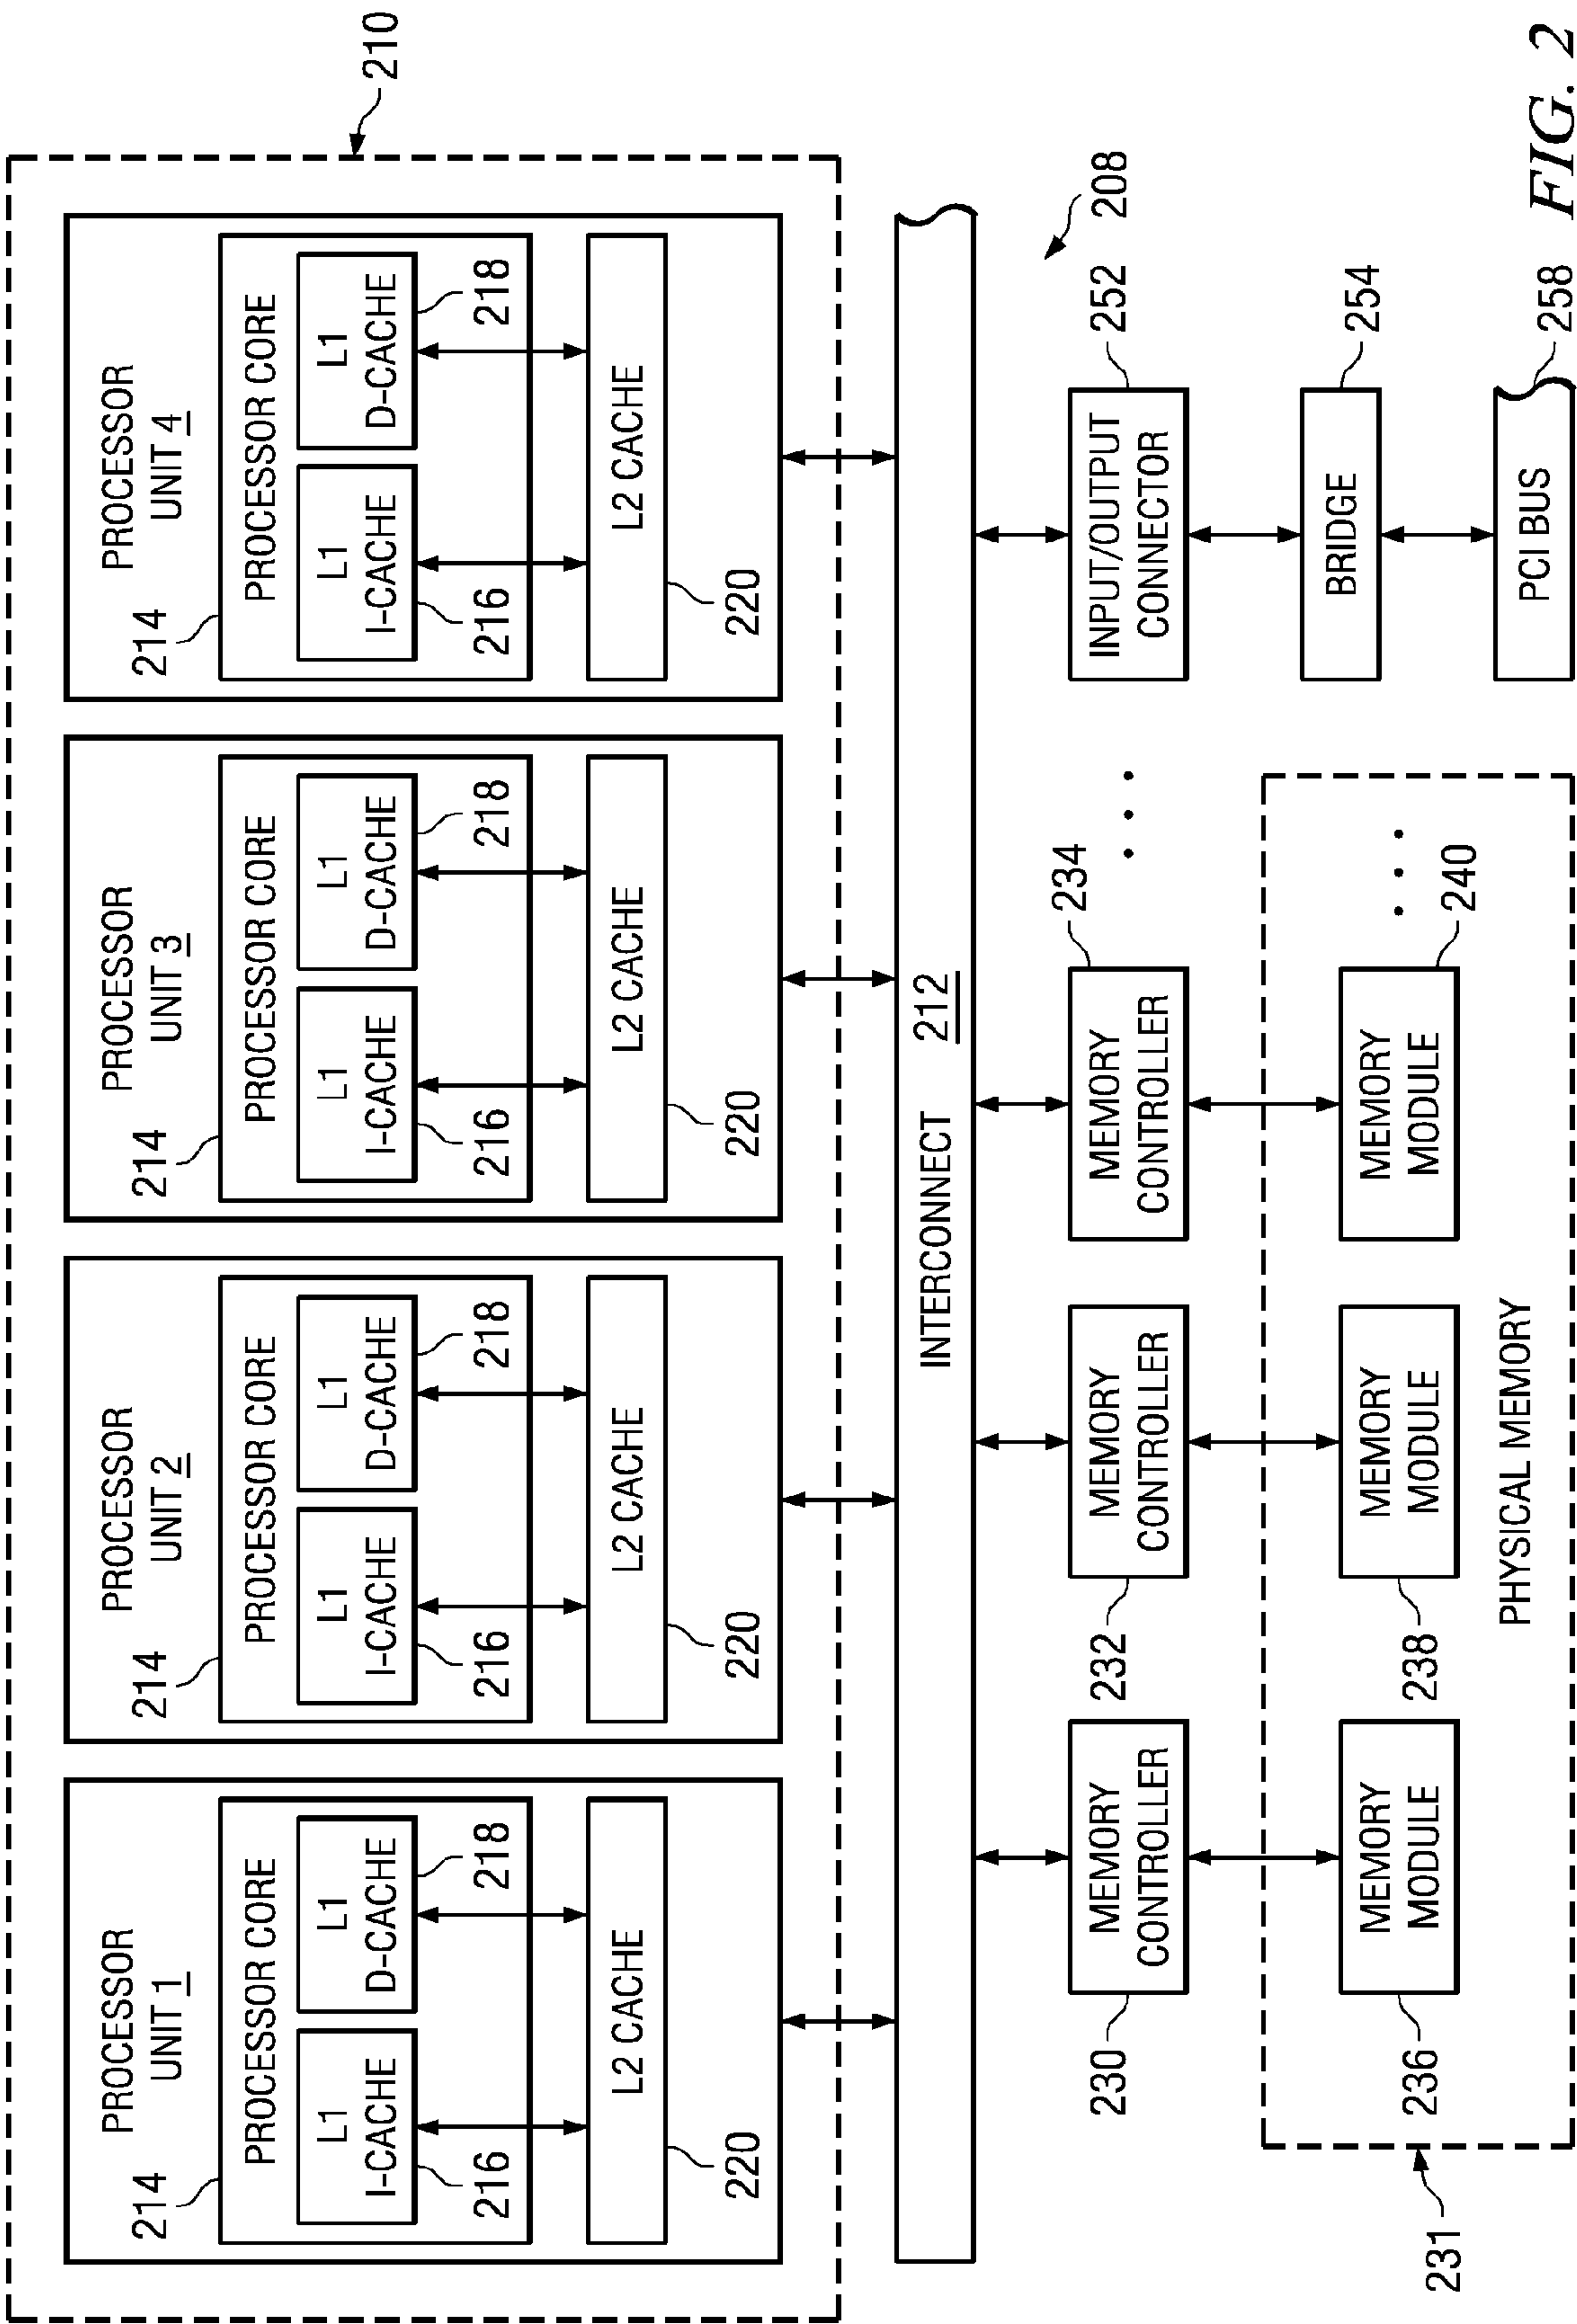 210
PROCESSOR
UNIT 1
214
PROCESSOR CORE
L1
I-CACHE
L1
D-CACHE
216
218
L2 CACHE
220
PROCESSOR
UNIT 2
214
PROCESSOR CORE
L1
I-CACHE
L1
D-CACHE
216
218
L2 CACHE
220
PROCESSOR
UNIT 3
214
PROCESSOR CORE
L1
I-CACHE
L1
D-CACHE
216
218
L2 CACHE
220
PROCESSOR
UNIT 4
214
PROCESSOR CORE
L1
I-CACHE
L1
D-CACHE
216
218
L2 CACHE
220
INTERCONNECT 212
208
230
MEMORY
CONTROLLER
232
MEMORY
CONTROLLER
234
MEMORY
CONTROLLER
• • •
252
INPUT/OUTPUT
CONNECTOR
231
236
MEMORY
MODULE
238
MEMORY
MODULE
240
MEMORY
MODULE
• • •
PHYSICAL MEMORY
254
BRIDGE
258
PCI BUS
FIG. 2